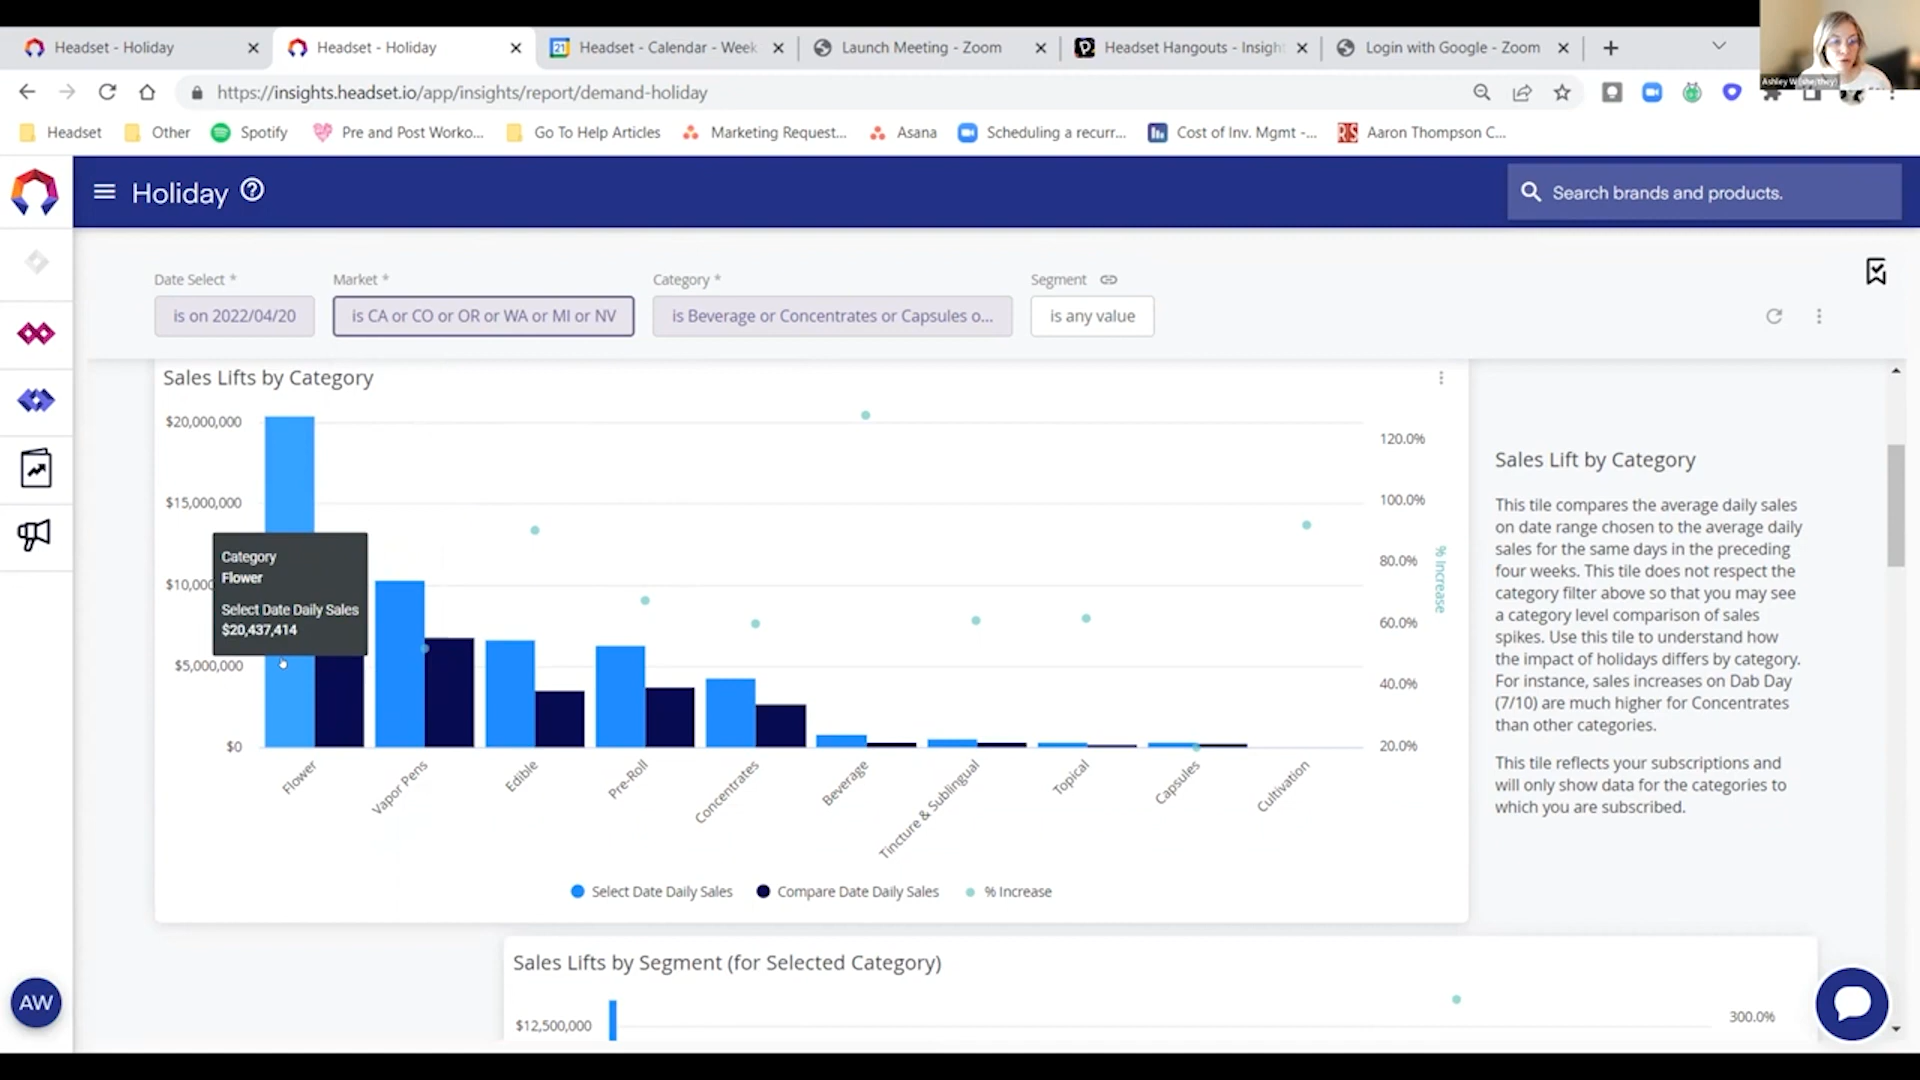 Headset - Holiday
Headset - Holiday
21
Headset - Calendar - Week
Launch Meeting - Zoom
Headset Hangouts - Insigh
Login with Google - Zoom
https://insights.headset.io/app/insights/report/demand-holiday
Headset
Other
Spotify
Pre and Post Worko...
Go To Help Articles
Marketing Request...
Asana
Scheduling a recurr...
Cost of Inv. Mgmt -...
Aaron Thompson C...
Holiday
Search brands and products.
Date Select *
Market *
Category *
Segment
is on 2022/04/20
is CA or CO or OR or WA or MI or NV
is Beverage or Concentrates or Capsules o...
is any value
Sales Lifts by Category
$20,000,000
$15,000,000
$10,000
$5,000,000
$0
120.0%
100.0%
80.0%
60.0%
40.0%
20.0%
% Increase
Category
Flower
Select Date Daily Sales
$20,437,414
Flower
Vapor Pens
Edible
Pre-Roll
Concentrates
Beverage
Tincture & Sublingual
Topical
Capsules
Cultivation
Select Date Daily Sales
Compare Date Daily Sales
% Increase
Sales Lift by Category
This tile compares the average daily sales
on date range chosen to the average daily
sales for the same days in the preceding
four weeks. This tile does not respect the
category filter above so that you may see
a category level comparison of sales
spikes. Use this tile to understand how
the impact of holidays differs by category.
For instance, sales increases on Dab Day
(7/10) are much higher for Concentrates
than other categories.
This tile reflects your subscriptions and
will only show data for the categories to
which you are subscribed.
Sales Lifts by Segment (for Selected Category)
$12,500,000
300.0%
AW